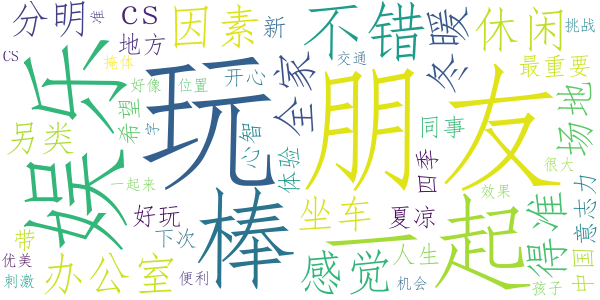 分明
准
cs
因素
新
不错
冬暖
休闲
挑战
CS
掩体
地方
好像
位置
开心
交通
最重要
娱乐
玩
全家
朋友
场地
另类
希望
字
心智
体验
同事
四季
很大
一起来
棒
好玩
下次
坐车
夏凉
一起
效果
得准
中国
意志力
带
优美
刺激
办公室
便利
感觉
人生
机会
孩子